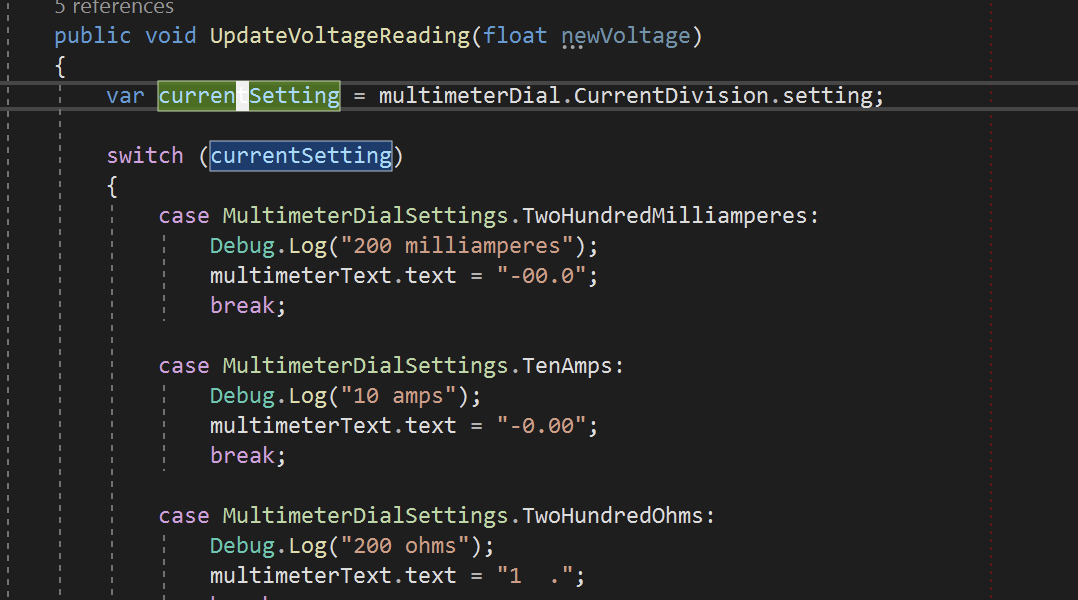 5 references
public void UpdateVoltageReading(float newVoltage)
{
var currentSetting = multimeterDial.CurrentDivision.setting;
switch (currentSetting)
{
case MultimeterDialSettings.TwoHundredMilliamperes:
Debug.Log("200 milliamperes");
multimeterText.text = "-00.0";
break;
case MultimeterDialSettings.TenAmps:
Debug.Log("10 amps");
multimeterText.text = "-0.00";
break;
case MultimeterDialSettings.TwoHundredOhms:
Debug.Log("200 ohms");
multimeterText.text = "1  .";